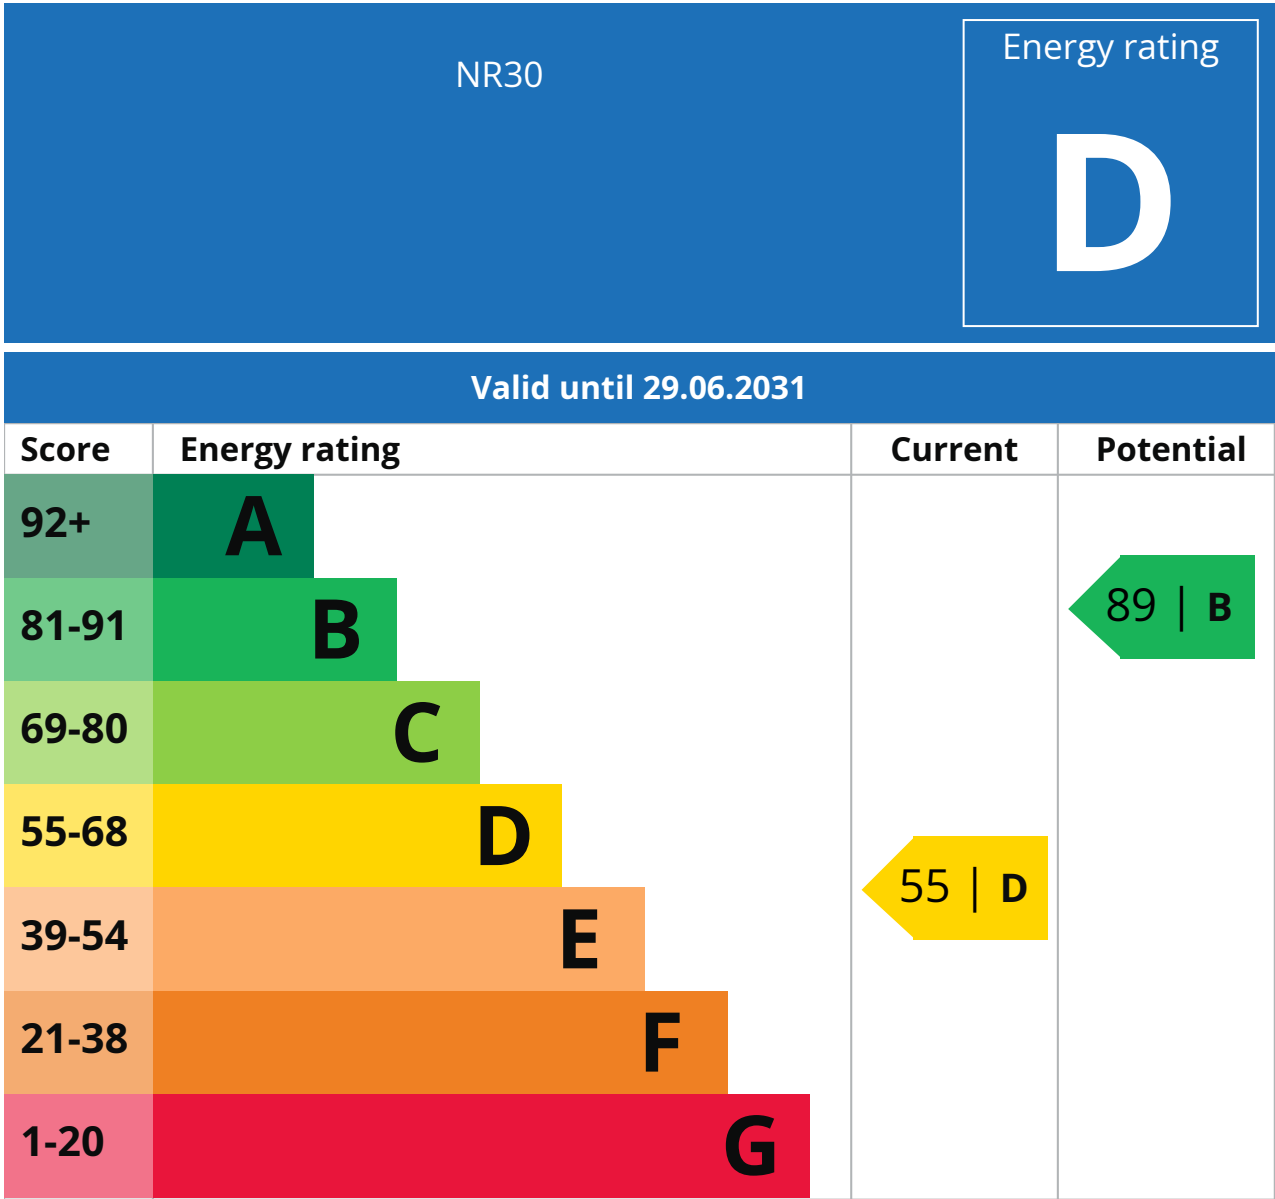 NR30
Energy rating
D
Valid until 29.06.2031
Score Energy rating Current Potential
92+ A
81-91 B 89 | B
69-80 C
55-68 D 55 | D
39-54 E
21-38 F
1-20 G